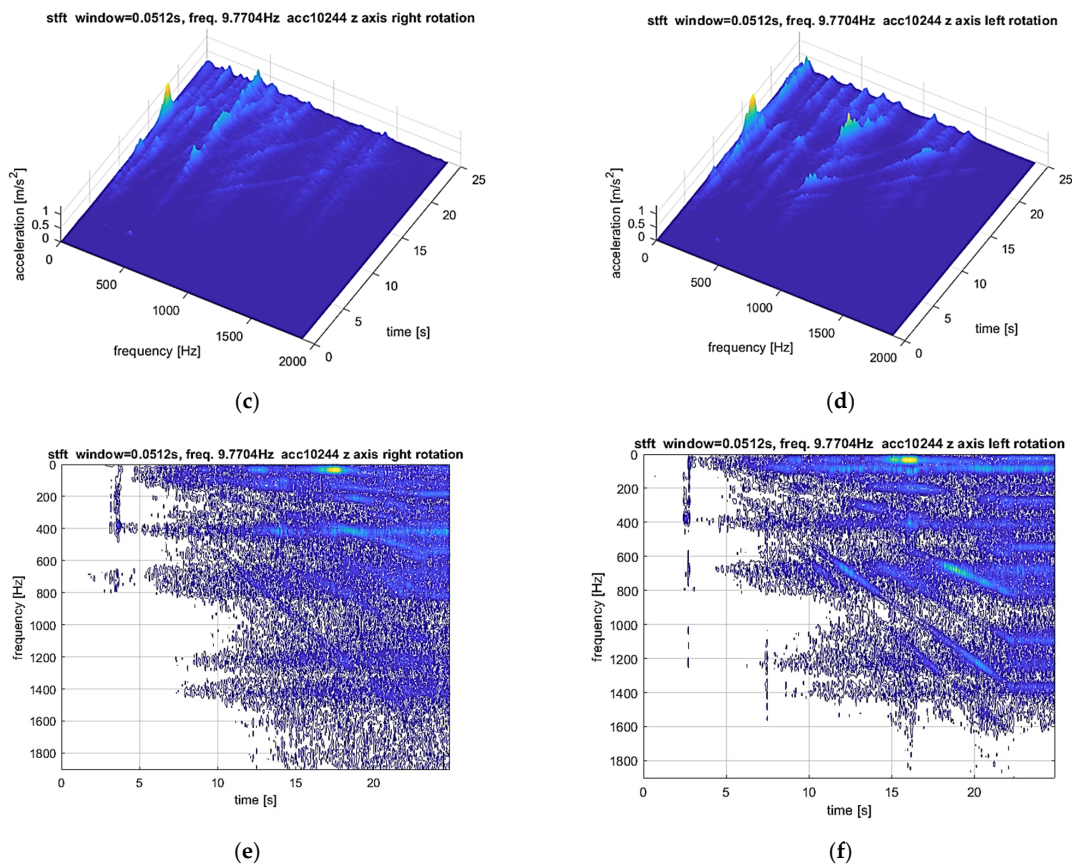 stft window=0.0512s, freq. 9.7704Hz acc10244 z axis right rotation
acceleration [m/s2]
1
0.5
0
0
500
1000
1500
2000
frequency [Hz]
0
5
10
15
20
25
time [s]
(c)
stft window=0.0512s, freq. 9.7704Hz acc10244 z axis left rotation
acceleration [m/s2]
1
0.5
0
0
500
1000
1500
2000
frequency [Hz]
0
5
10
15
20
25
time [s]
(d)
stft window=0.0512s, freq. 9.7704Hz acc10244 z axis right rotation
0
200
400
600
800
1000
1200
1400
1600
1800
frequency [Hz]
0 5 10 15 20
time [s]
(e)
stft window=0.0512s, freq. 9.7704Hz acc10244 z axis left rotation
0
200
400
600
800
1000
1200
1400
1600
1800
frequency [Hz]
0 5 10 15 20
time [s]
(f)